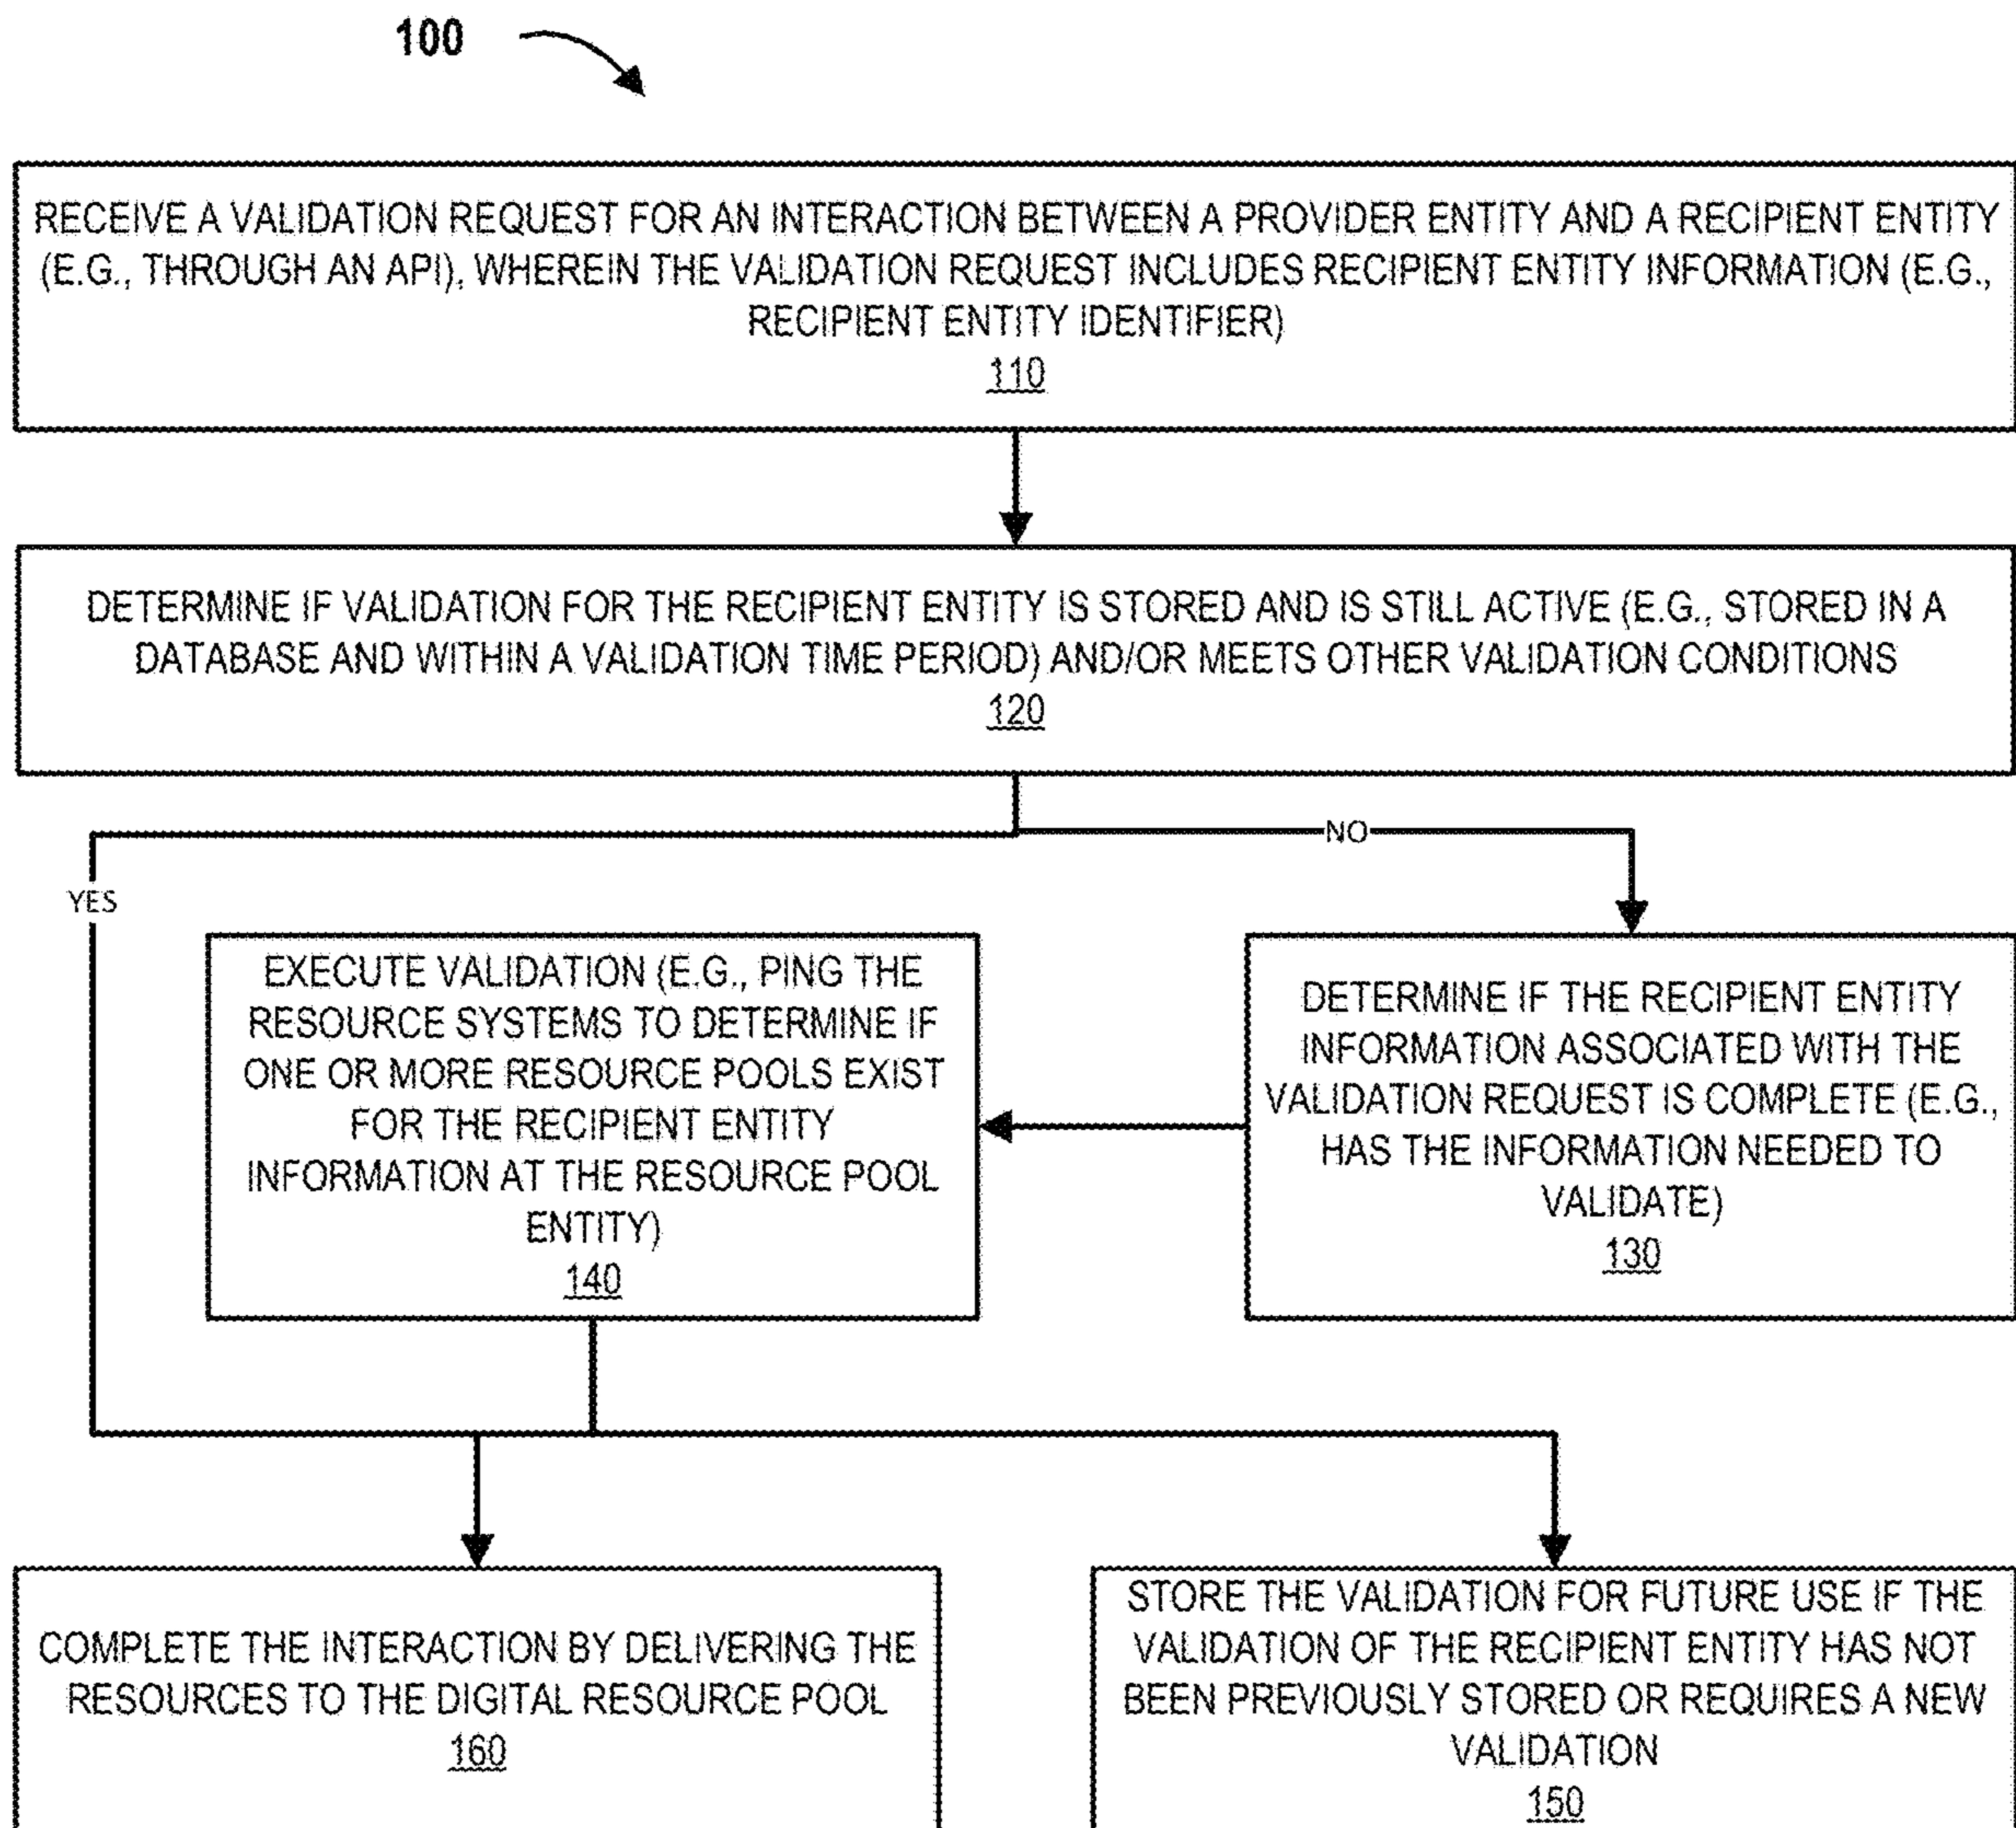 100
RECEIVE A VALIDATION REQUEST FOR AN INTERACTION BETWEEN A PROVIDER ENTITY AND A RECIPIENT ENTITY
(E.G., THROUGH AN API), WHEREIN THE VALIDATION REQUEST INCLUDES RECIPIENT ENTITY INFORMATION (E.G.,
RECIPIENT ENTITY IDENTIFIER)
110
DETERMINE IF VALIDATION FOR THE RECIPIENT ENTITY IS STORED AND IS STILL ACTIVE (E.G., STORED IN A
DATABASE AND WITHIN A VALIDATION TIME PERIOD) AND/OR MEETS OTHER VALIDATION CONDITIONS
120
NO
YES
DETERMINE IF THE RECIPIENT ENTITY
INFORMATION ASSOCIATED WITH THE
VALIDATION REQUEST IS COMPLETE (E.G.,
HAS THE INFORMATION NEEDED TO
VALIDATE)
130
EXECUTE VALIDATION (E.G., PING THE
RESOURCE SYSTEMS TO DETERMINE IF
ONE OR MORE RESOURCE POOLS EXIST
FOR THE RECIPIENT ENTITY
INFORMATION AT THE RESOURCE POOL
ENTITY)
140
COMPLETE THE INTERACTION BY DELIVERING THE
RESOURCES TO THE DIGITAL RESOURCE POOL
160
STORE THE VALIDATION FOR FUTURE USE IF THE
VALIDATION OF THE RECIPIENT ENTITY HAS NOT
BEEN PREVIOUSLY STORED OR REQUIRES A NEW
VALIDATION
150